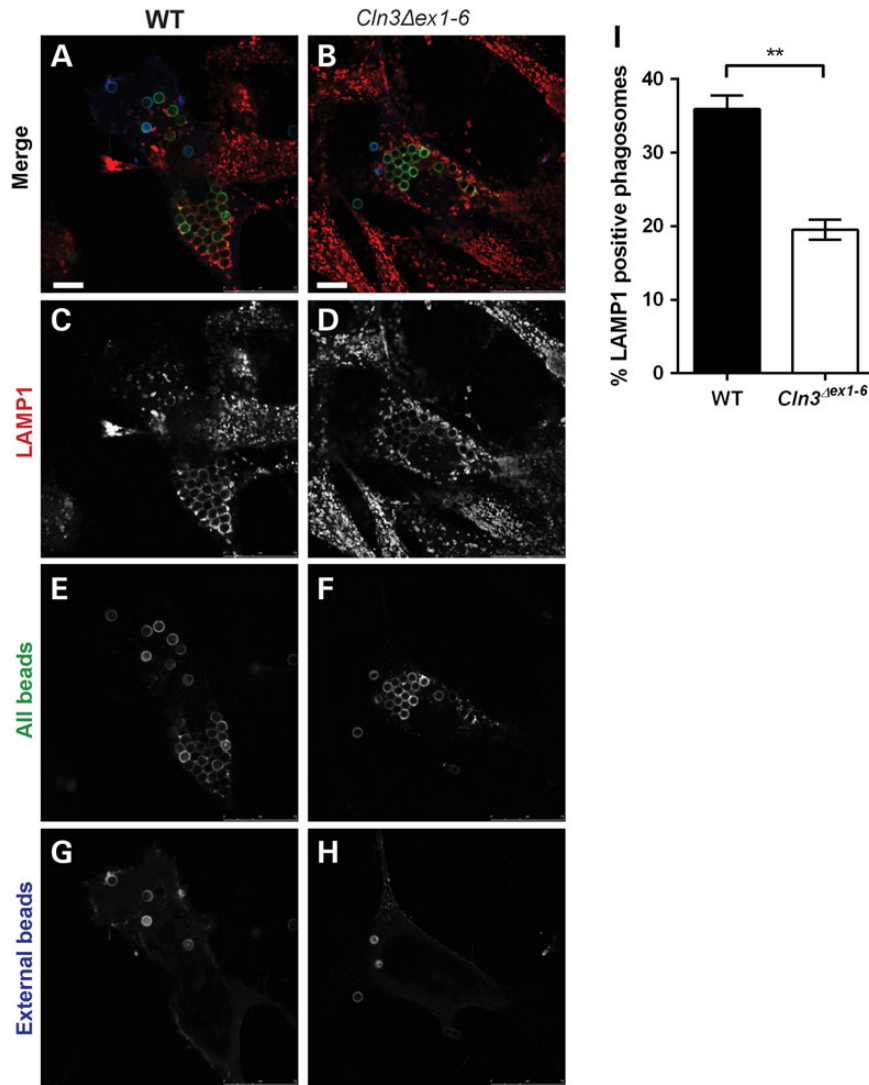 WT
Cln3Δex1-6
Merge
A
B
LAMP1
C
D
All beads
E
F
External beads
G
H
I
**
% LAMP1 positive phagosomes
40
30
20
10
0
WT
Cln3Δex1-6